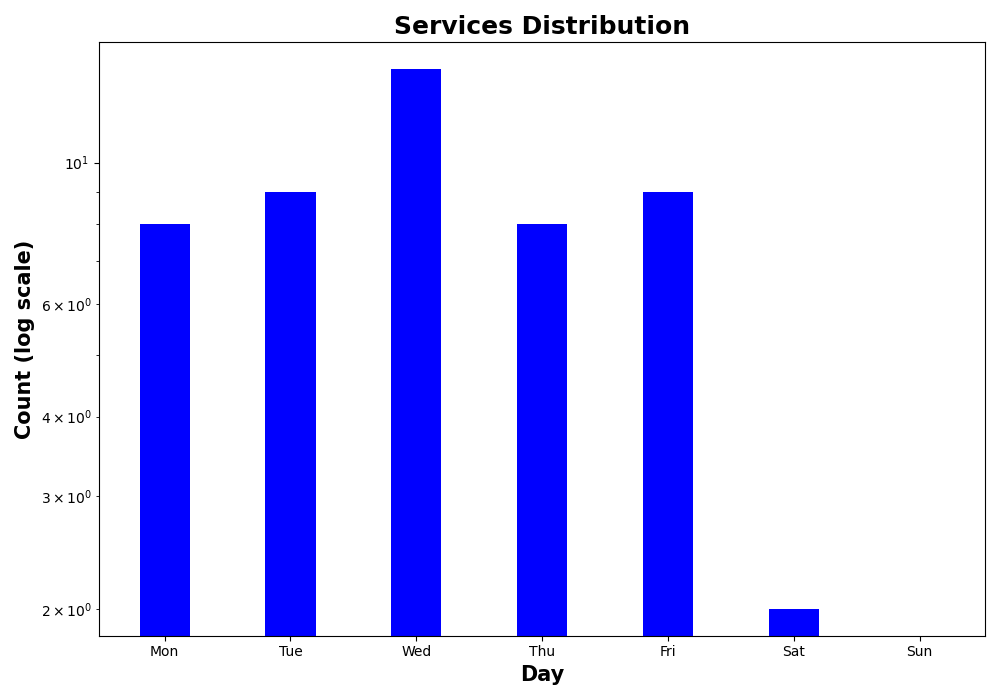 Services Distribution
Count (log scale)
10¹
6 × 10⁰
4 × 10⁰
3 × 10⁰
2 × 10⁰
Mon Tue Wed Thu Fri Sat Sun
Day